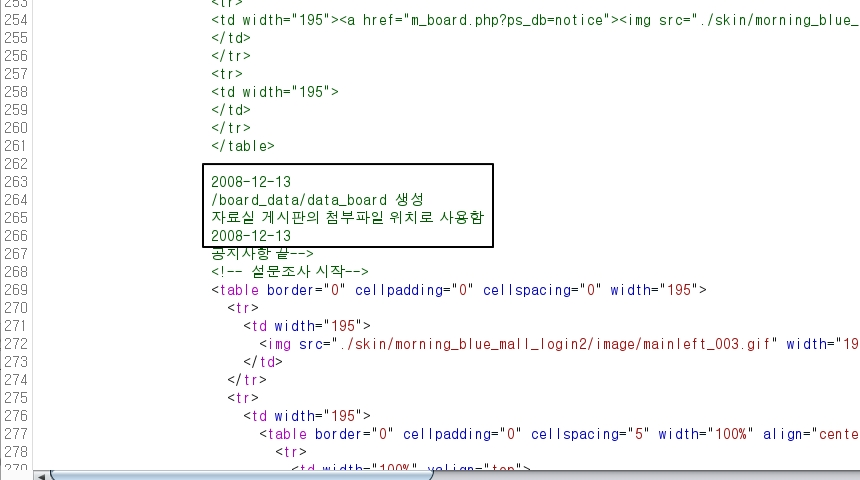 253 <tr>
254 <td width="195"><a href="m_board.php?ps_db=notice"><img src="./skin/morning_blue_
255 </td>
256 </tr>
257 <tr>
258 <td width="195">
259 </td>
260 </tr>
261 </table>
262
263 2008-12-13
264 /board_data/data_board 생성
265 자료실 게시판의 첨부파일 위치로 사용함
266 2008-12-13
267 공지사항 끝-->
268 <!-- 설문조사 시작-->
269 <table border="0" cellpadding="0" cellspacing="0" width="195">
270 <tr>
271 <td width="195">
272 <img src="./skin/morning_blue_mall_login2/image/mainleft_003.gif" width="19
273 </td>
274 </tr>
275 <tr>
276 <td width="195">
277 <table border="0" cellpadding="0" cellspacing="5" width="100%" align="cente
278 <tr>
279 <td width="100%" valign="top">